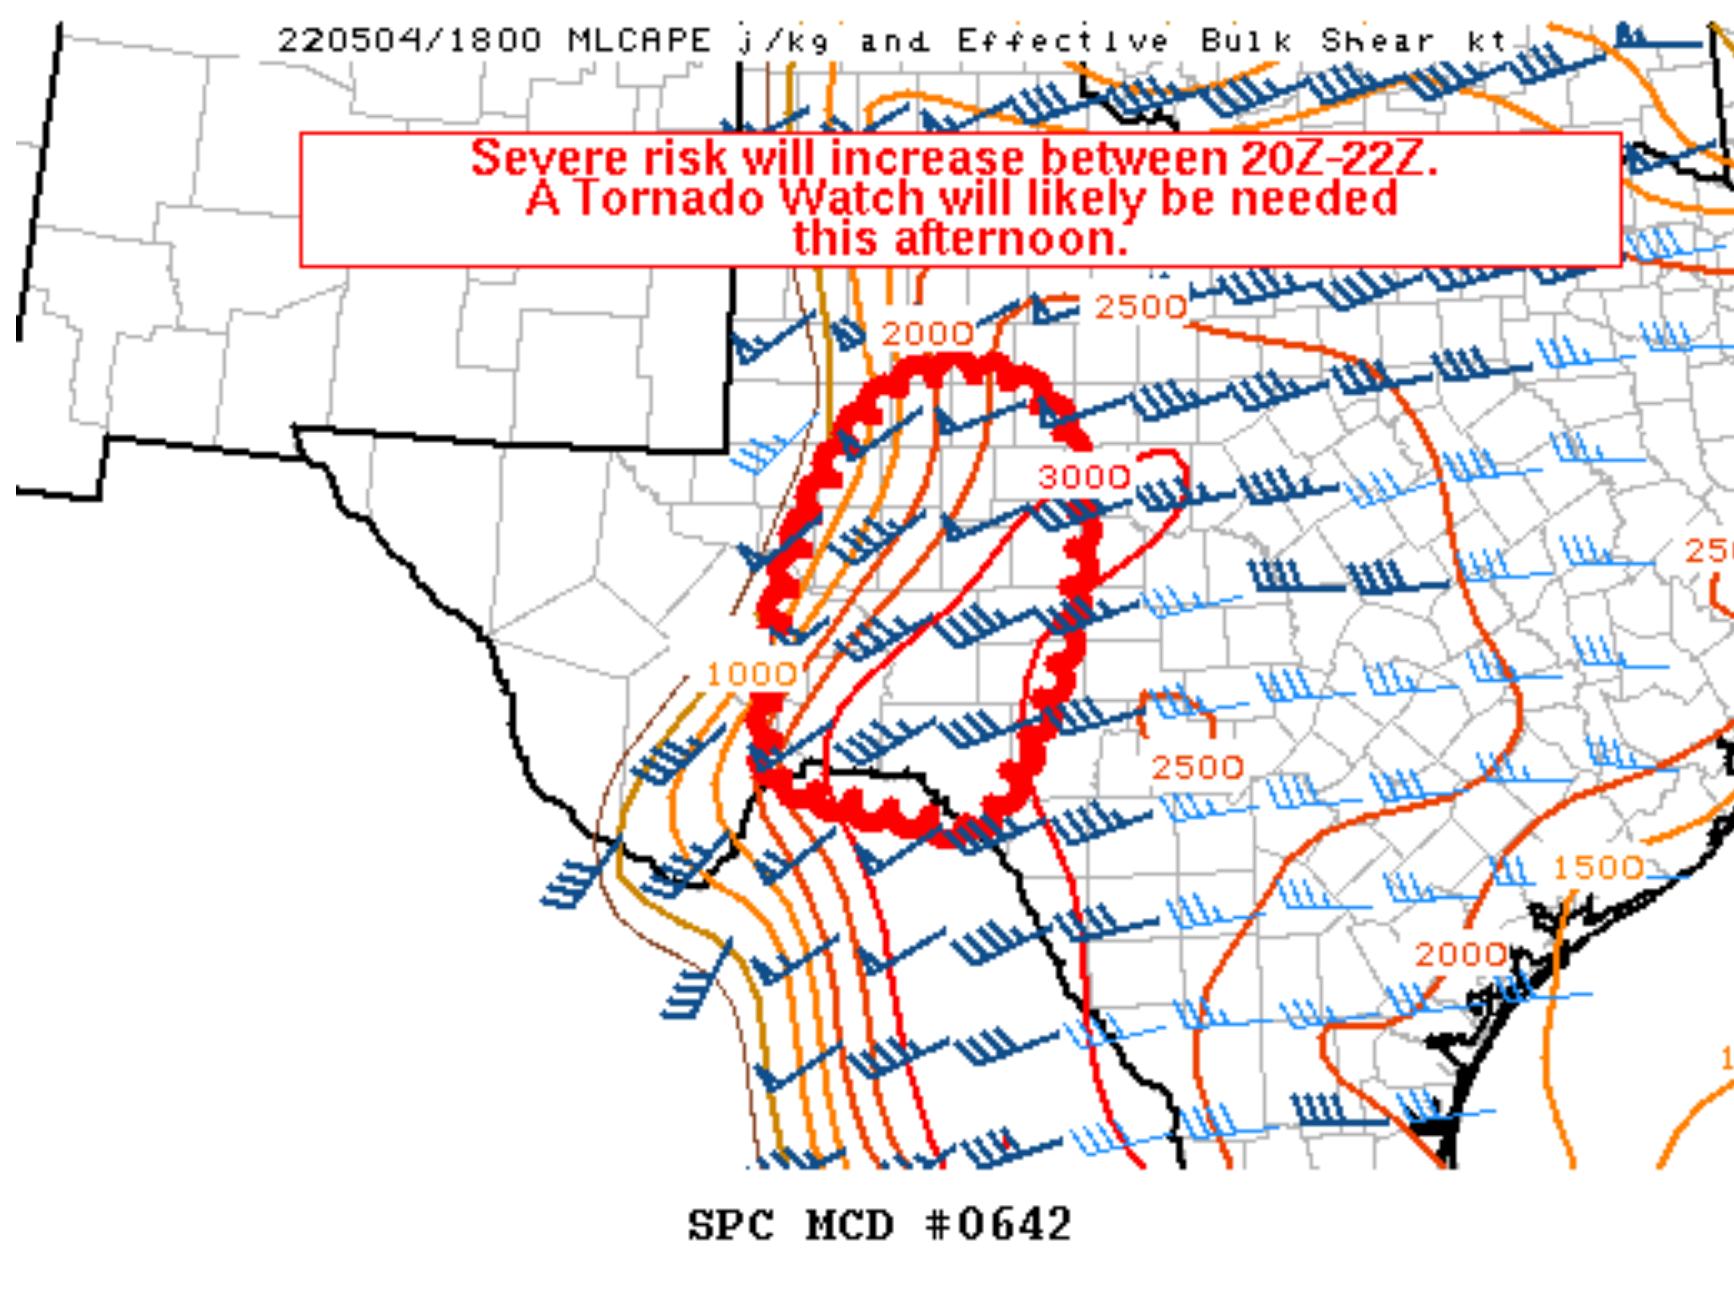 220504/1800 MLCAPE j/kg and Effective Bulk Shear kt
Severe risk will increase between 20Z-22Z.
A Tornado Watch will likely be needed
this afternoon.
2500
2000
3000
1000
2500
1500
2000
SPC MCD #0642